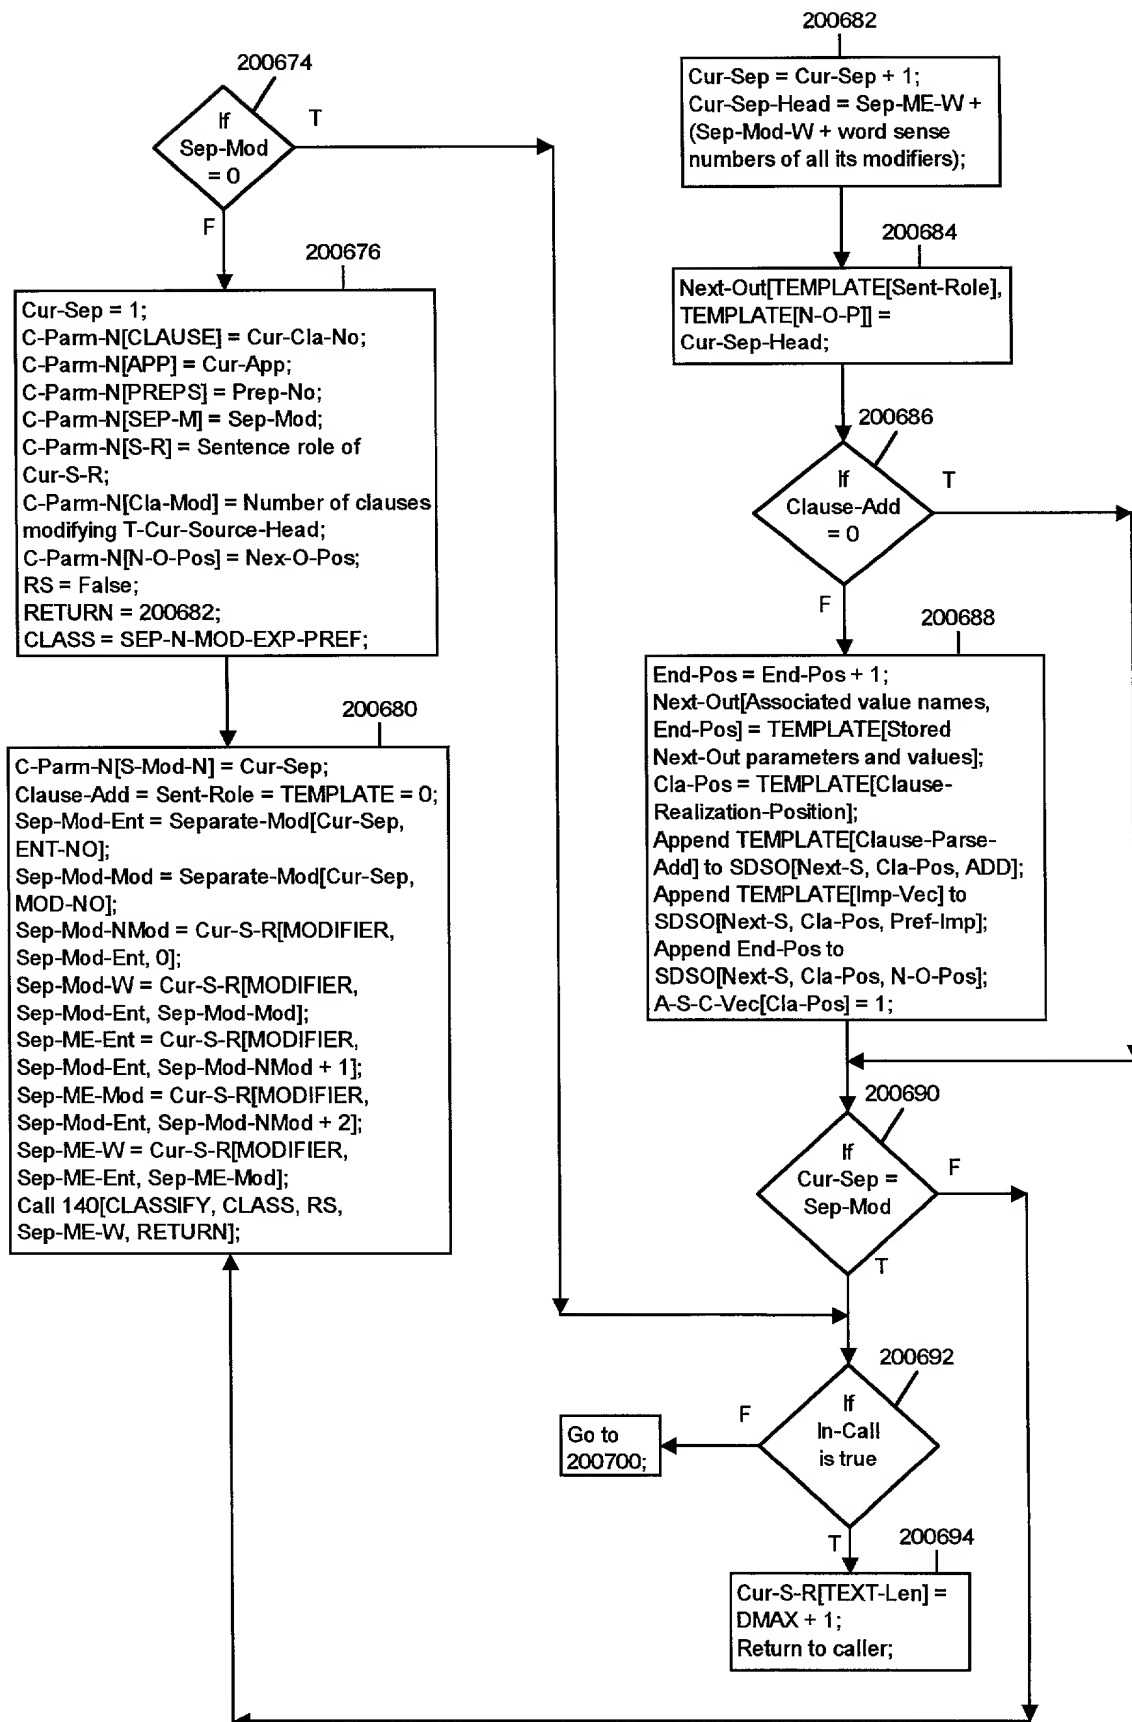 200674
If
Sep-Mod
= 0
T
F
200676
Cur-Sep = 1;
C-Parm-N[CLAUSE] = Cur-Cla-No;
C-Parm-N[APP] = Cur-App;
C-Parm-N[PREPS] = Prep-No;
C-Parm-N[SEP-M] = Sep-Mod;
C-Parm-N[S-R] = Sentence role of
Cur-S-R;
C-Parm-N[Cla-Mod] = Number of clauses
modifying T-Cur-Source-Head;
C-Parm-N[N-O-Pos] = Nex-O-Pos;
RS = False;
RETURN = 200682;
CLASS = SEP-N-MOD-EXP-PREF;
200680
C-Parm-N[S-Mod-N] = Cur-Sep;
Clause-Add = Sent-Role = TEMPLATE = 0;
Sep-Mod-Ent = Separate-Mod[Cur-Sep,
ENT-NO];
Sep-Mod-Mod = Separate-Mod[Cur-Sep,
MOD-NO];
Sep-Mod-NMod = Cur-S-R[MODIFIER,
Sep-Mod-Ent, 0];
Sep-Mod-W = Cur-S-R[MODIFIER,
Sep-Mod-Ent, Sep-Mod-Mod];
Sep-ME-Ent = Cur-S-R[MODIFIER,
Sep-Mod-Ent, Sep-Mod-NMod + 1];
Sep-ME-Mod = Cur-S-R[MODIFIER,
Sep-Mod-Ent, Sep-Mod-NMod + 2];
Sep-ME-W = Cur-S-R[MODIFIER,
Sep-ME-Ent, Sep-ME-Mod];
Call 140[CLASSIFY, CLASS, RS,
Sep-ME-W, RETURN];
200682
Cur-Sep = Cur-Sep + 1;
Cur-Sep-Head = Sep-ME-W +
(Sep-Mod-W + word sense
numbers of all its modifiers);
200684
Next-Out[TEMPLATE[Sent-Role],
TEMPLATE[N-O-P]] =
Cur-Sep-Head;
200686
If
Clause-Add
= 0
T
F
200688
End-Pos = End-Pos + 1;
Next-Out[Associated value names,
End-Pos] = TEMPLATE[Stored
Next-Out parameters and values];
Cla-Pos = TEMPLATE[Clause-
Realization-Position];
Append TEMPLATE[Clause-Parse-
Add] to SDSO[Next-S, Cla-Pos, ADD];
Append TEMPLATE[Imp-Vec] to
SDSO[Next-S, Cla-Pos, Pref-Imp];
Append End-Pos to
SDSO[Next-S, Cla-Pos, N-O-Pos];
A-S-C-Vec[Cla-Pos] = 1;
200690
If
Cur-Sep =
Sep-Mod
F
T
200692
If
In-Call
is true
F
Go to
200700;
T
200694
Cur-S-R[TEXT-Len] =
DMAX + 1;
Return to caller;